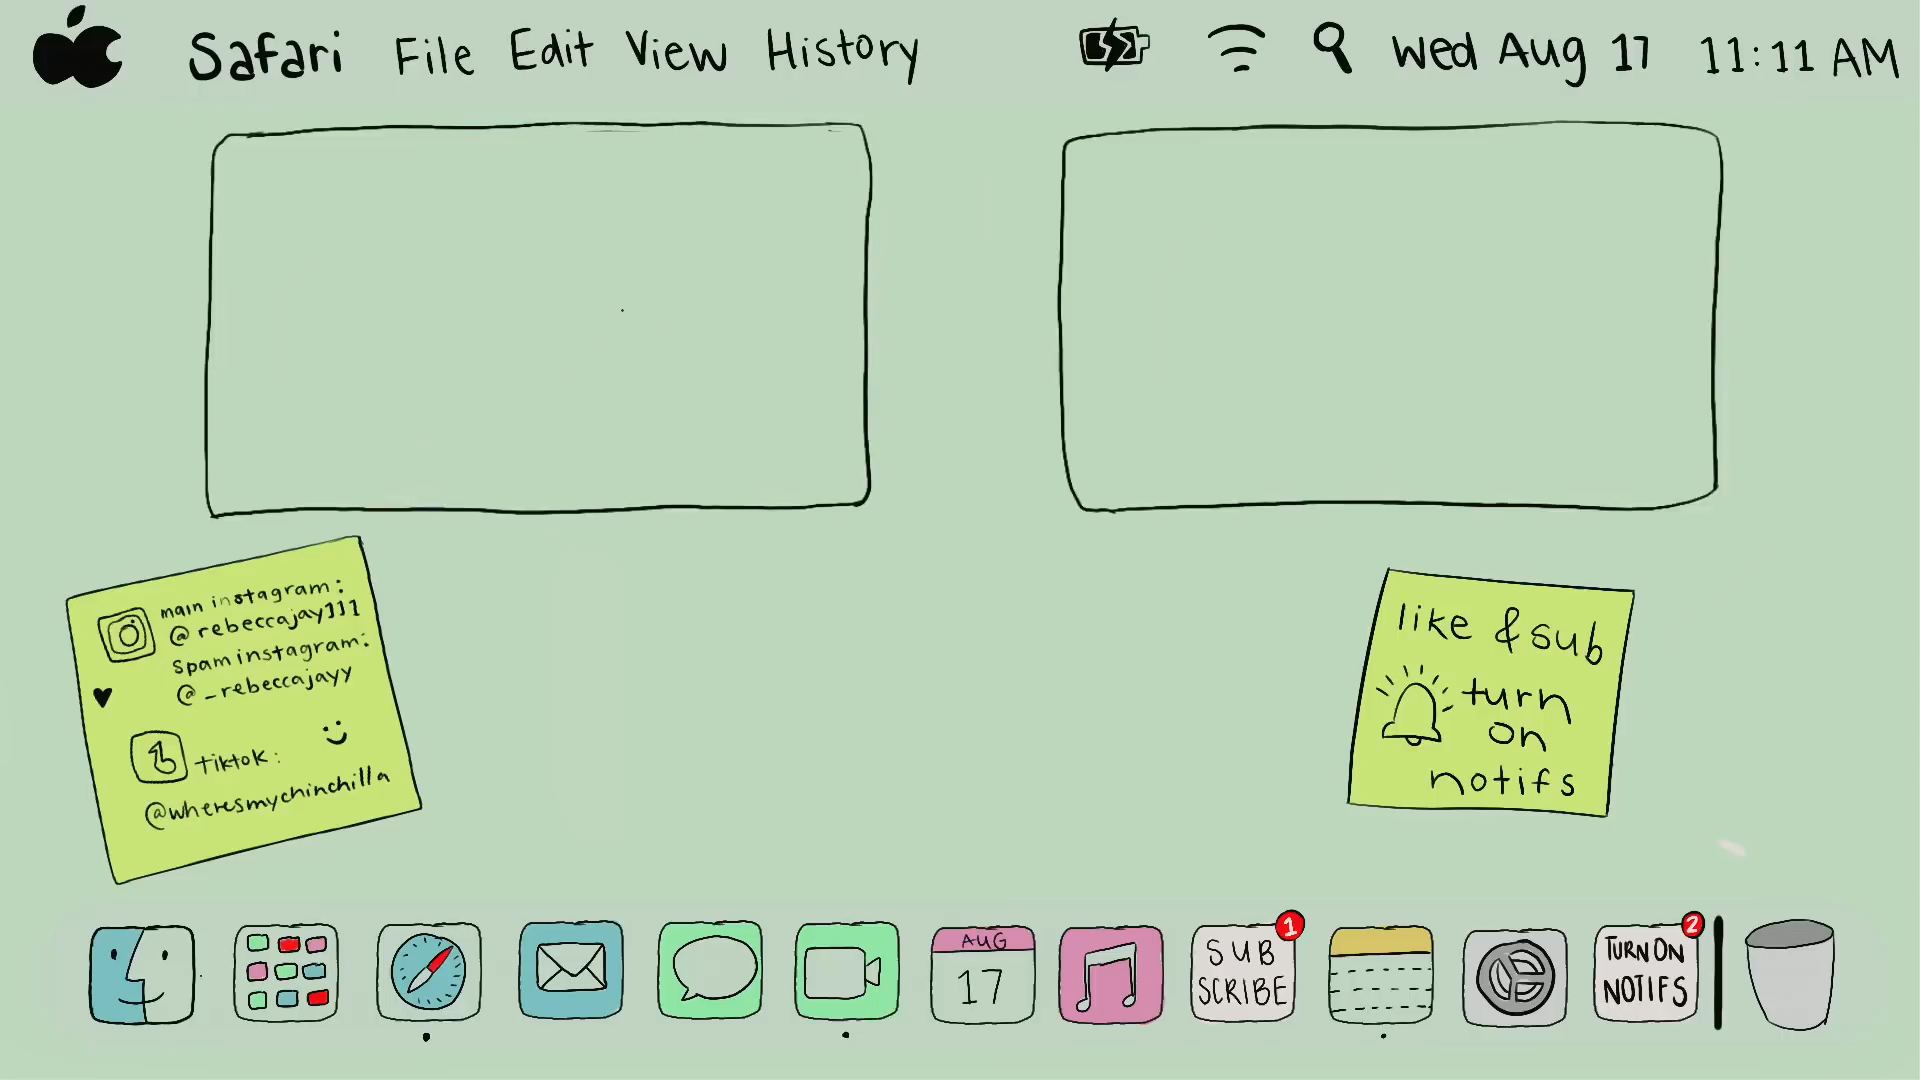 Safari File Edit View History Wed Aug 17 11:11 AM
main instagram:
@rebeccajay111
spam instagram:
@_rebeccajayy
tiktok:
@wheresmychinchilla
like & sub
turn
on
notifs
AUG
17
SUB
SCRIBE
1
TURN ON
NOTIFS
2